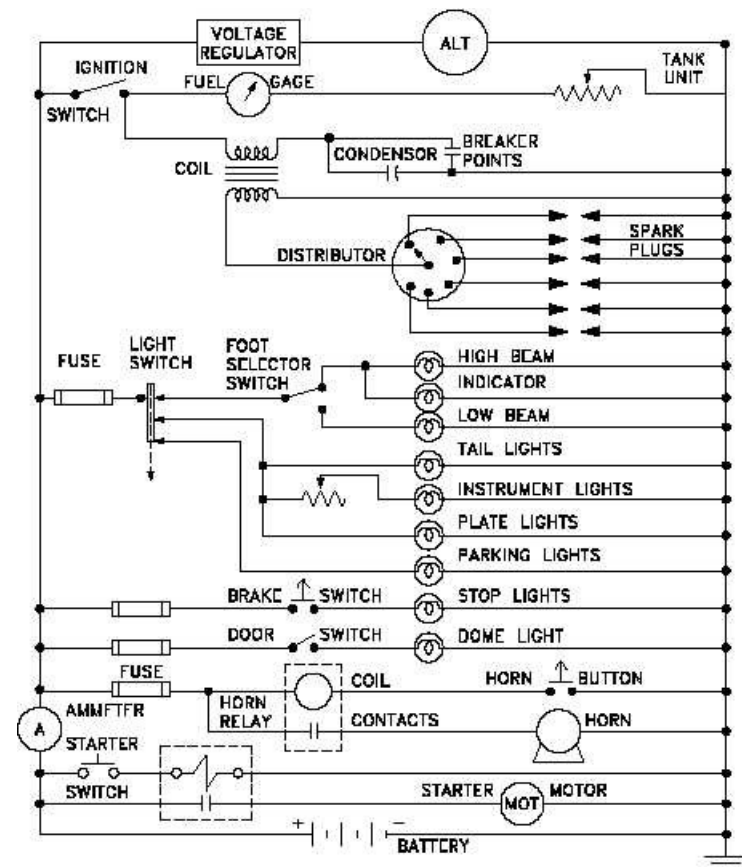 VOLTAGE
REGULATOR
ALT
IGNITION
SWITCH
FUEL GAGE
TANK
UNIT
COIL
CONDENSOR
BREAKER
POINTS
DISTRIBUTOR
SPARK
PLUGS
FUSE
LIGHT
SWITCH
FOOT
SELECTOR
SWITCH
HIGH BEAM
INDICATOR
LOW BEAM
TAIL LIGHTS
INSTRUMENT LIGHTS
PLATE LIGHTS
PARKING LIGHTS
BRAKE SWITCH
STOP LIGHTS
DOOR SWITCH
DOME LIGHT
FUSE
COIL
HORN BUTTON
HORN
RELAY
CONTACTS
HORN
A
AMMETER
STARTER
SWITCH
STARTER MOT MOTOR
+ −
BATTERY